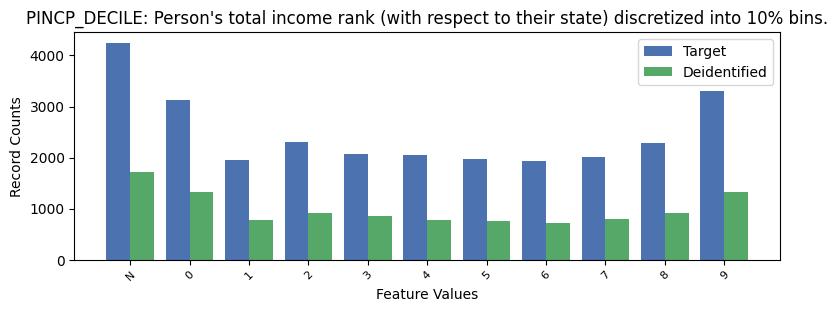 PINCP_DECILE: Person's total income rank (with respect to their state) discretized into 10% bins.
Target
Deidentified
4000
3000
2000
1000
0
Record Counts
N 0 1 2 3 4 5 6 7 8 9
Feature Values